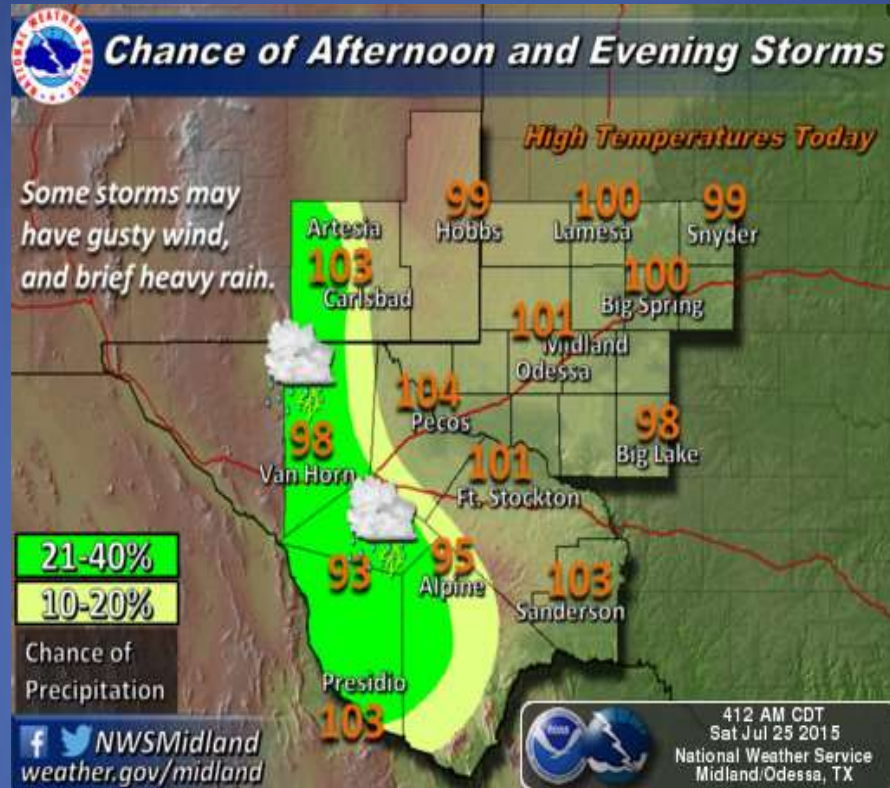 NATIONAL WEATHER SERVICE
Chance of Afternoon and Evening Storms
High Temperatures Today
Some storms may
have gusty wind,
and brief heavy rain.
99
Hobbs
100
Lamesa
99
Snyder
Artesia
103
Carlsbad
100
Big Spring
101
Midland
Odessa
104
Pecos
98
Big Lake
98
Van Horn
101
Ft. Stockton
93
95
Alpine
103
Sanderson
Presidio
103
21-40%
10-20%
Chance of
Precipitation
NWSMidland
weather.gov/midland
noaa
412 AM CDT
Sat Jul 25 2015
National Weather Service
Midland/Odessa, TX